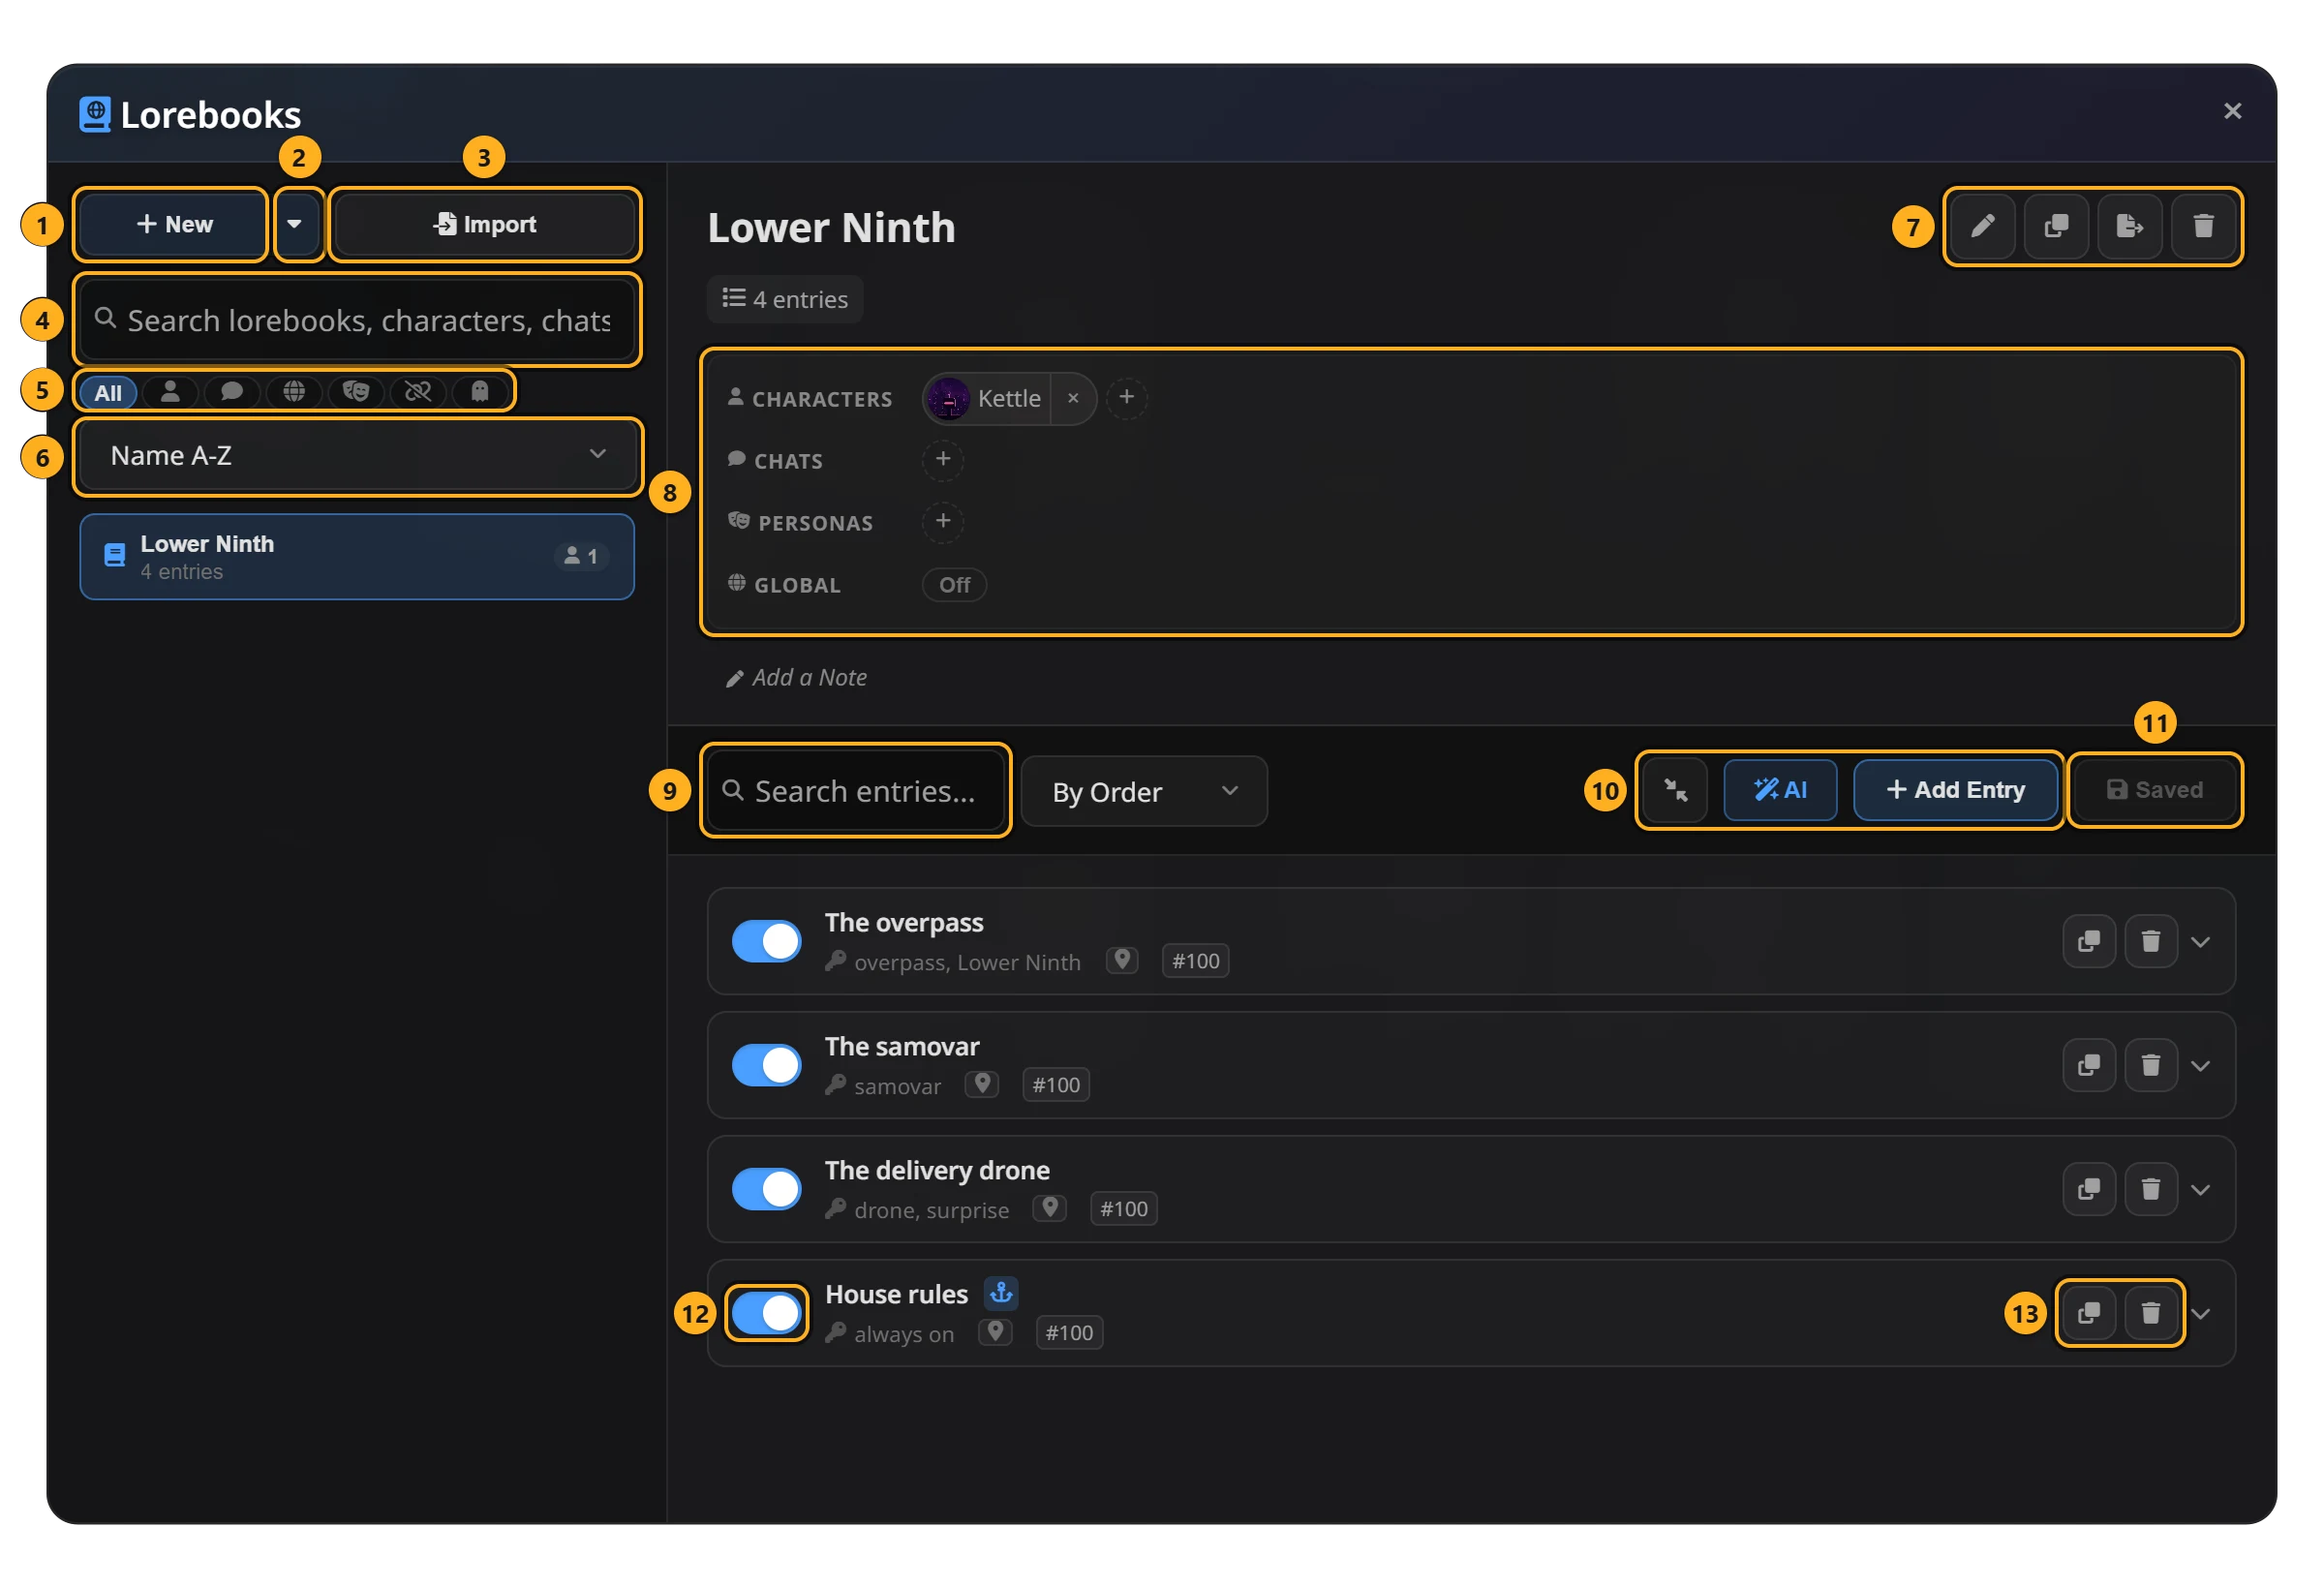 Lorebooks
2
3
1
New
Import
4
Search lorebooks, characters, chats
5
All
6
Name A-Z
Lower Ninth
4 entries
1
Lower Ninth
7
4 entries
8
CHARACTERS
Kettle
CHATS
PERSONAS
GLOBAL
Off
Add a Note
11
9
Search entries...
By Order
10
AI
Add Entry
Saved
The overpass
overpass, Lower Ninth
#100
The samovar
samovar
#100
The delivery drone
drone, surprise
#100
12
House rules
always on
#100
13